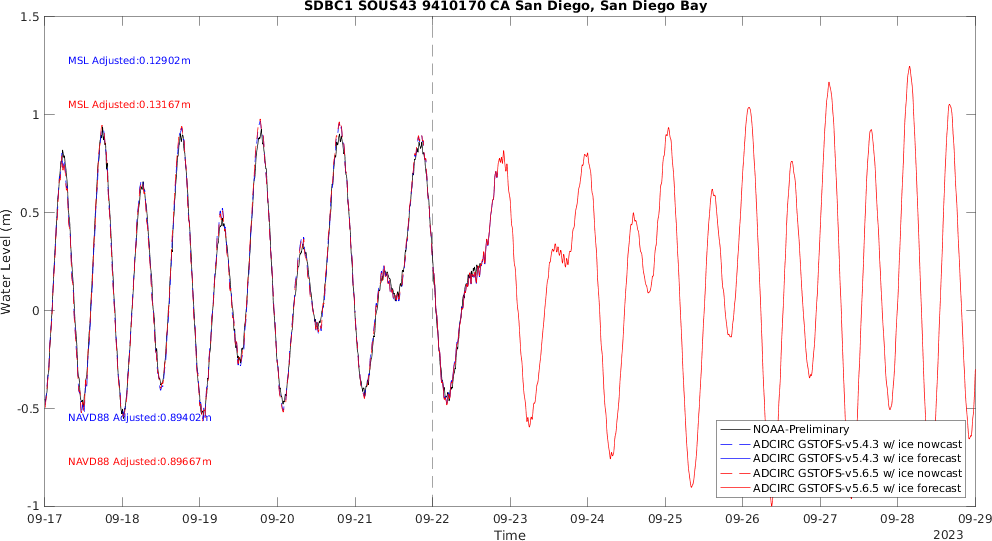 SDBC1 SOUS43 9410170 CA San Diego, San Diego Bay
1.5
MSL Adjusted:0.12902m
MSL Adjusted:0.13167m
1
0.5
Water Level (m)
0
-0.5
NAVD88 Adjusted:0.89402m
NAVD88 Adjusted:0.89667m
NOAA-Preliminary
ADCIRC GSTOFS-v5.4.3 w/ ice nowcast
ADCIRC GSTOFS-v5.4.3 w/ ice forecast
ADCIRC GSTOFS-v5.6.5 w/ ice nowcast
ADCIRC GSTOFS-v5.6.5 w/ ice forecast
-1
09-17 09-18 09-19 09-20 09-21 09-22 09-23 09-24 09-25 09-26 09-27 09-28 09-29
Time
2023